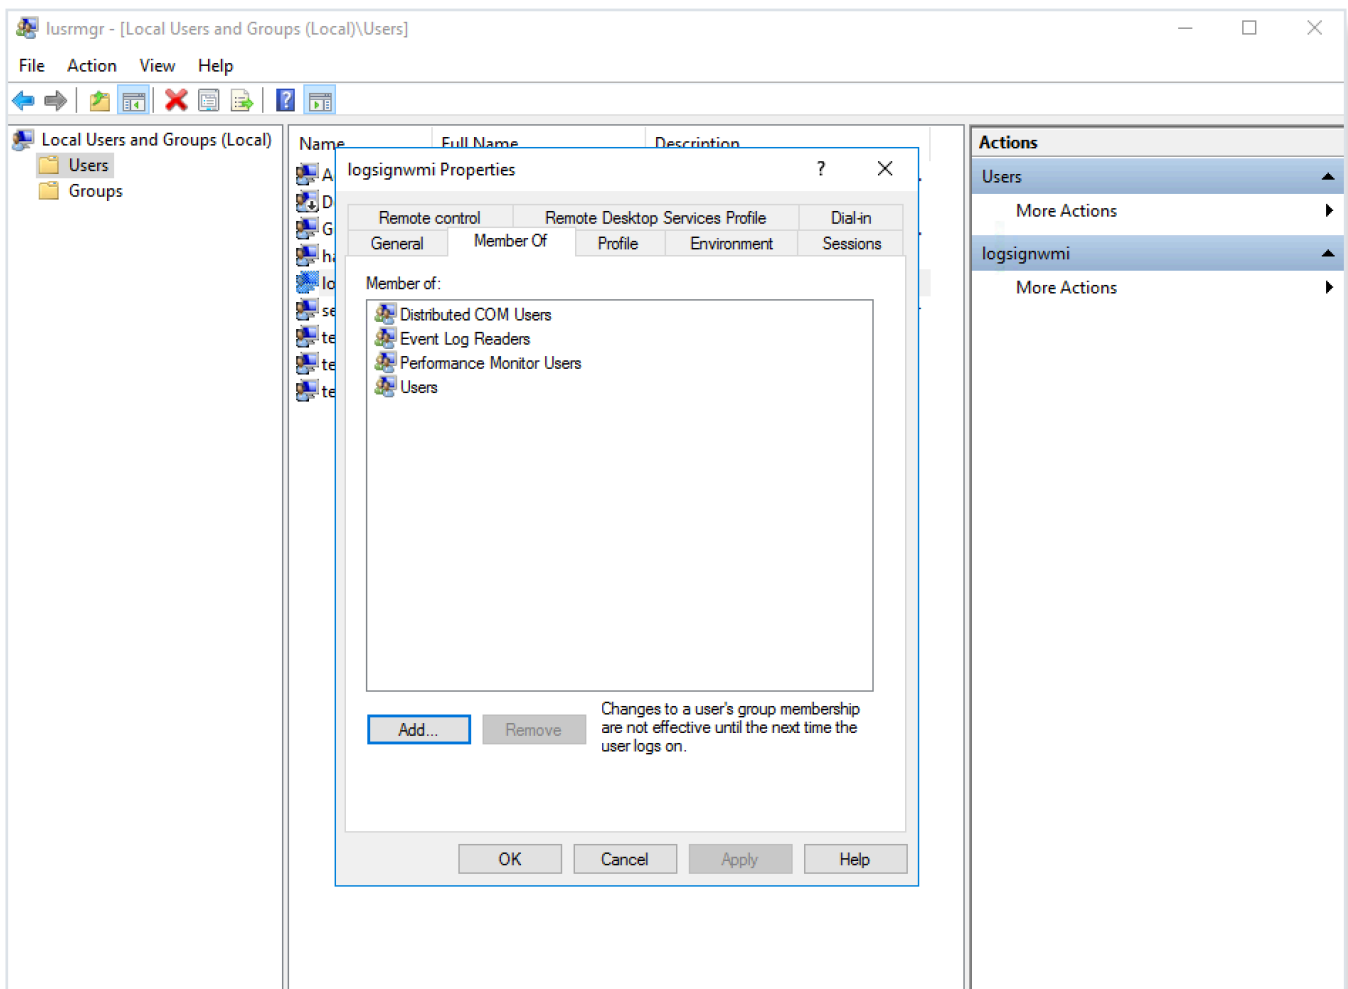 lusrmgr - [Local Users and Groups (Local)\Users]
File Action View Help
Local Users and Groups (Local)
Users
Groups
Name Full Name Description
logsignwmi Properties
Remote control Remote Desktop Services Profile Dial-in
General Member Of Profile Environment Sessions
Member of:
Distributed COM Users
Event Log Readers
Performance Monitor Users
Users
Add... Remove
Changes to a user's group membership
are not effective until the next time the
user logs on.
OK Cancel Apply Help
Actions
Users
More Actions
logsignwmi
More Actions